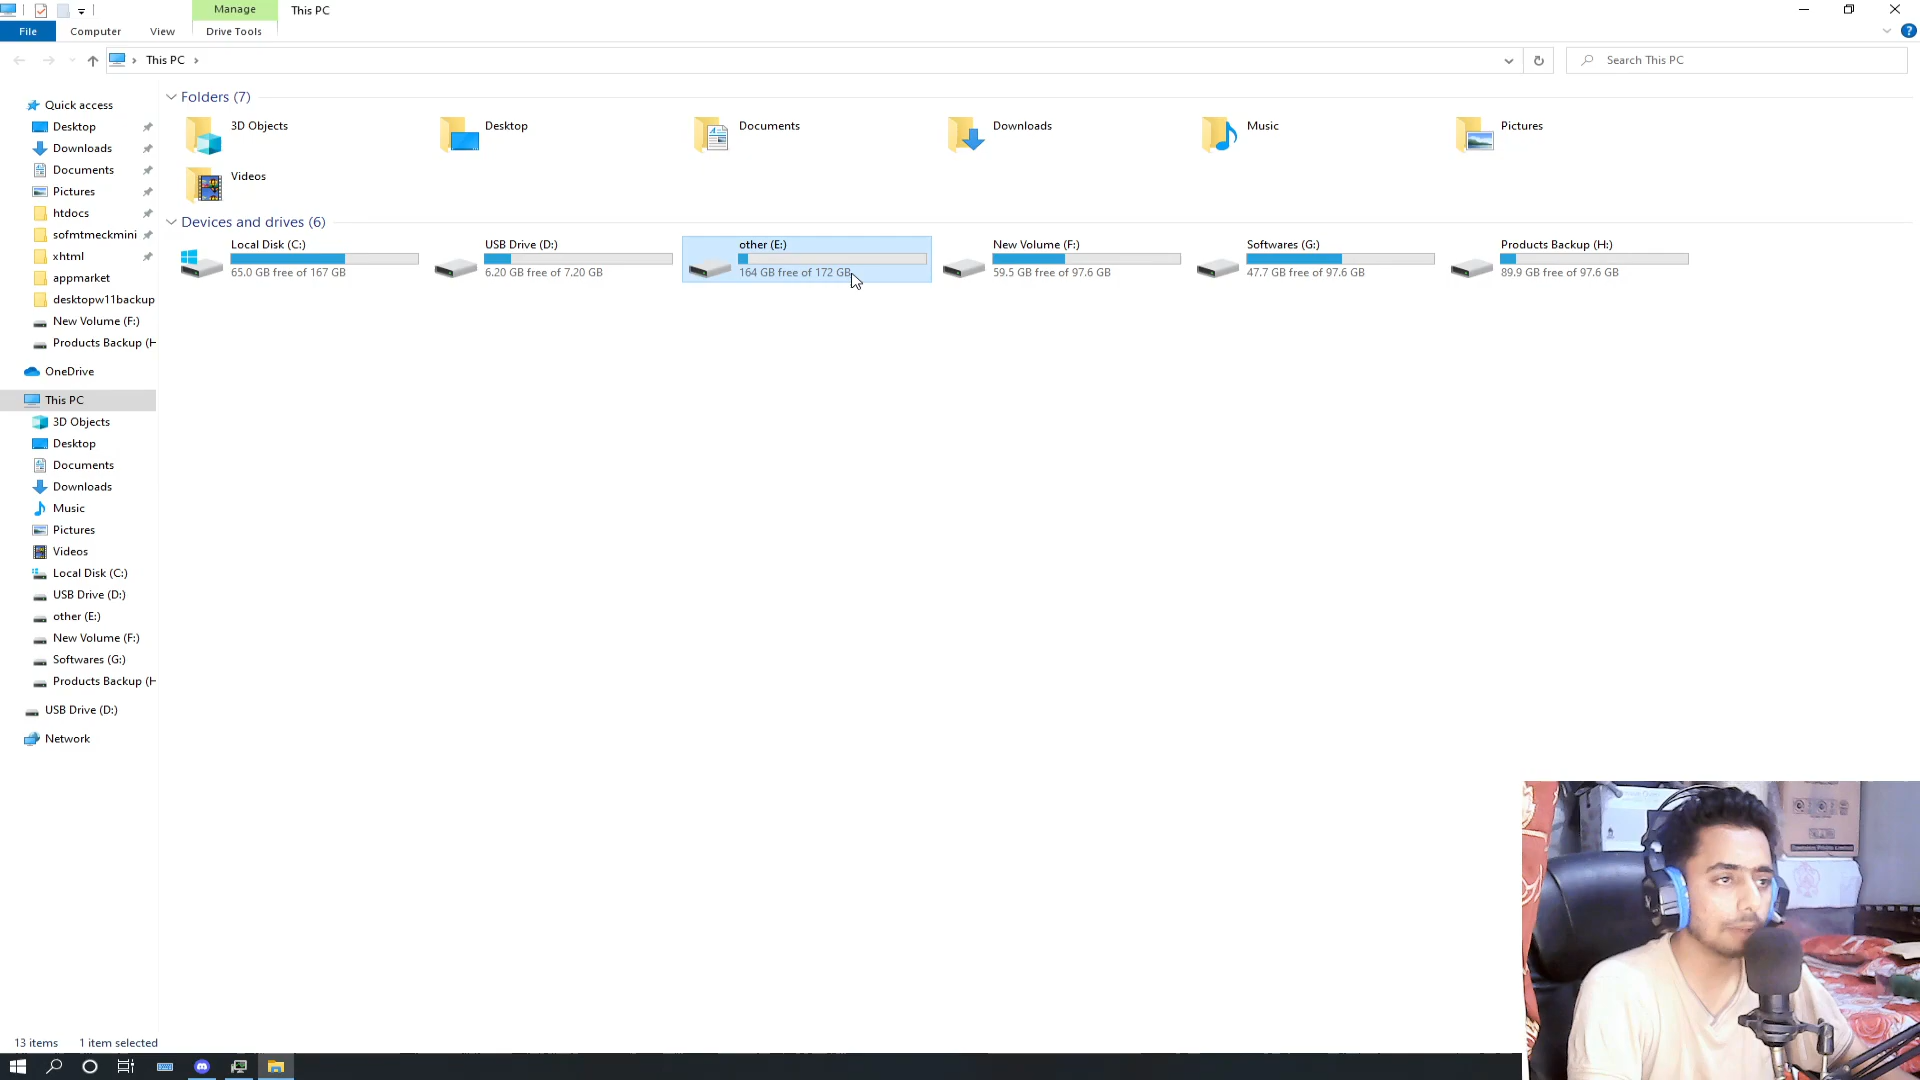 Manage
This PC
File
Computer
View
Drive Tools
This PC
Search This PC
Quick access
Desktop
Downloads
Documents
Pictures
htdocs
sofmtmeckmini
xhtml
appmarket
desktopw11backup
New Volume (F:)
Products Backup (H
OneDrive
This PC
3D Objects
Desktop
Documents
Downloads
Music
Pictures
Videos
Local Disk (C:)
USB Drive (D:)
other (E:)
New Volume (F:)
Softwares (G:)
Products Backup (H
USB Drive (D:)
Network
Folders (7)
3D Objects
Desktop
Documents
Downloads
Music
Pictures
Videos
Devices and drives (6)
Local Disk (C:)
65.0 GB free of 167 GB
USB Drive (D:)
6.20 GB free of 7.20 GB
other (E:)
164 GB free of 172 GB
New Volume (F:)
59.5 GB free of 97.6 GB
Softwares (G:)
47.7 GB free of 97.6 GB
Products Backup (H:)
89.9 GB free of 97.6 GB
13 items
1 item selected